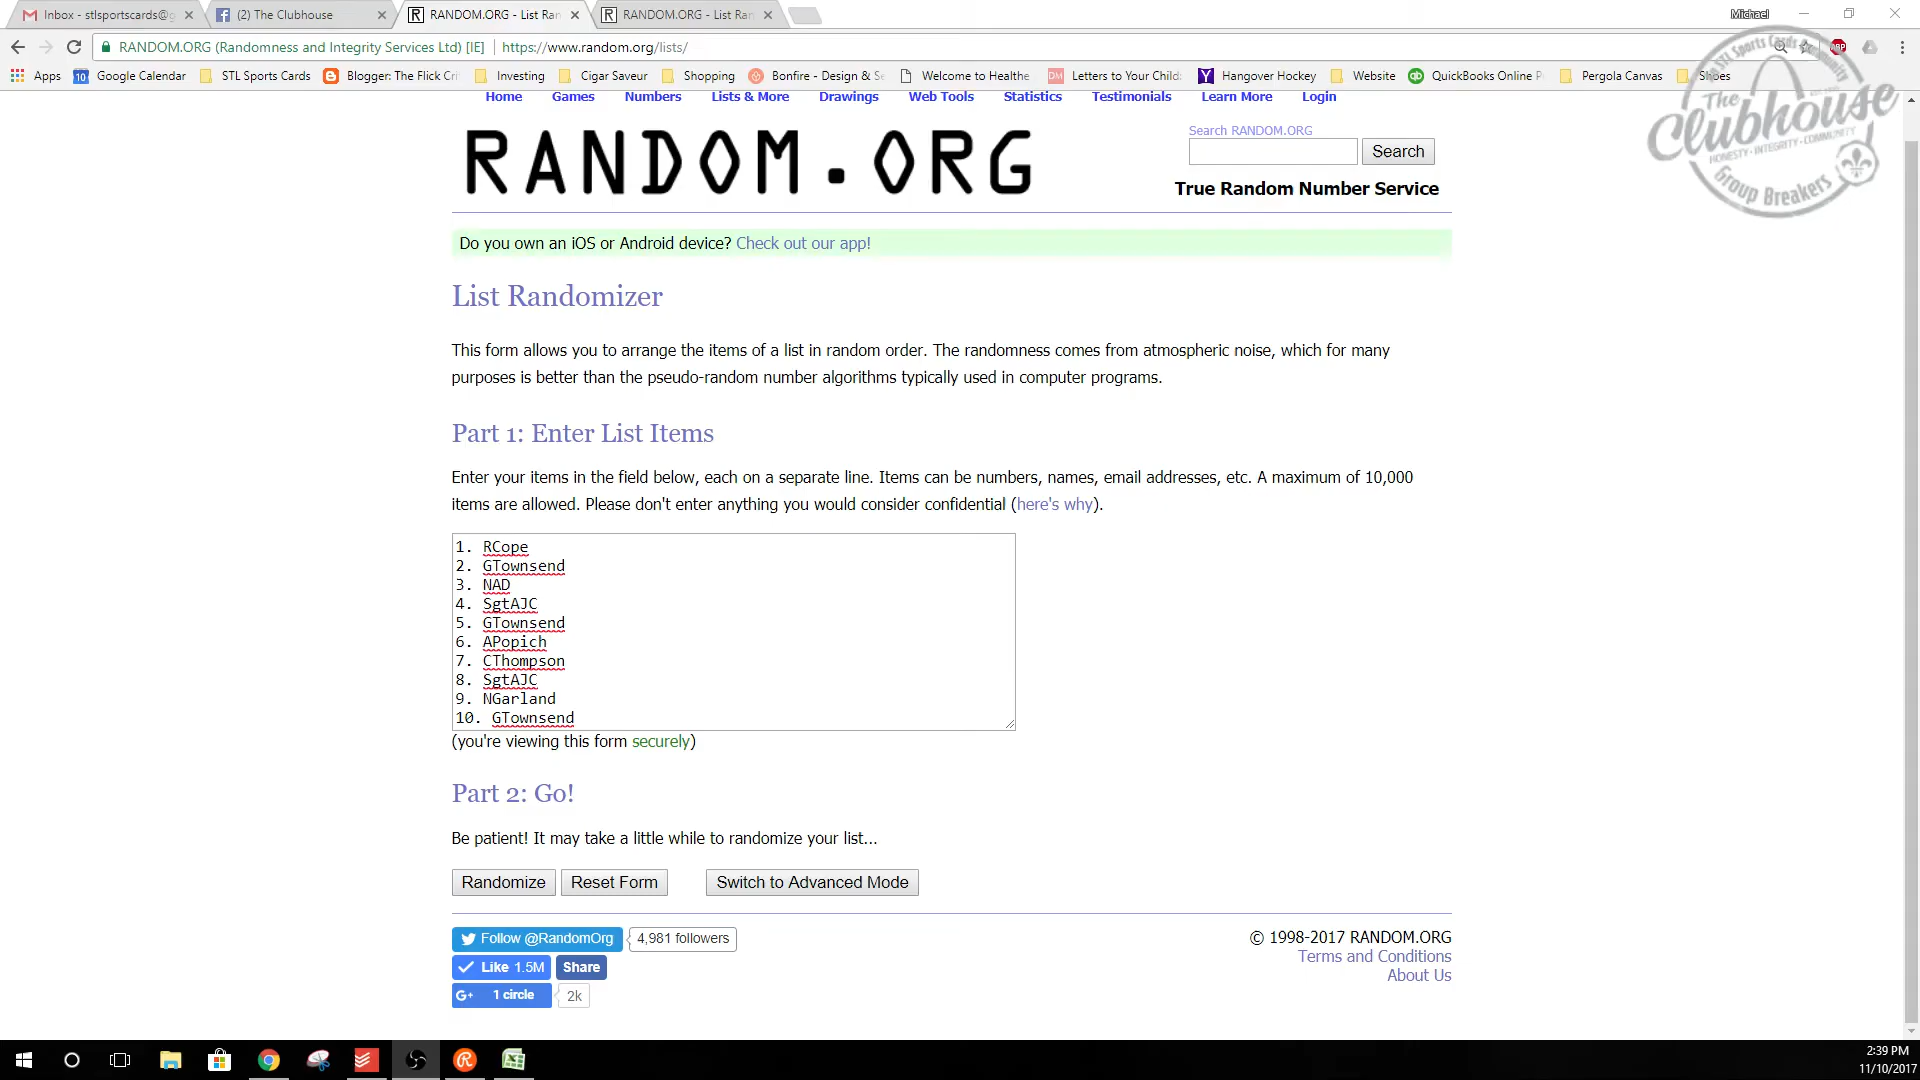 Inbox - stlsportscards@g
(2) The Clubhouse
RANDOM.ORG - List Ran
RANDOM.ORG - List Ran
Michael
RANDOM.ORG (Randomness and Integrity Services Ltd) [IE]
https://www.random.org/lists/
Apps
Google Calendar
STL Sports Cards
Blogger: The Flick Cri
Investing
Cigar Saveur
Shopping
Bonfire - Design & Se
Welcome to Healthe
Letters to Your Child:
Hangover Hockey
Website
QuickBooks Online P
Pergola Canvas
Shoes
Home
Games
Numbers
Lists & More
Drawings
Web Tools
Statistics
Testimonials
Learn More
Login
RANDOM.ORG
Search RANDOM.ORG
Search
True Random Number Service
The
Clubhouse
HONESTY · INTEGRITY · COMMUNITY
Group Breakers
Do you own an iOS or Android device? Check out our app!
List Randomizer
This form allows you to arrange the items of a list in random order. The randomness comes from atmospheric noise, which for many
purposes is better than the pseudo-random number algorithms typically used in computer programs.
Part 1: Enter List Items
Enter your items in the field below, each on a separate line. Items can be numbers, names, email addresses, etc. A maximum of 10,000
items are allowed. Please don't enter anything you would consider confidential (here's why).
1. RCope
2. GTownsend
3. NAD
4. SgtAJC
5. GTownsend
6. APopich
7. CThompson
8. SgtAJC
9. NGarland
10. GTownsend
(you're viewing this form securely)
Part 2: Go!
Be patient! It may take a little while to randomize your list...
Randomize
Reset Form
Switch to Advanced Mode
Follow @RandomOrg
4,981 followers
Like 1.5M
Share
G+ 1 circle
2k
© 1998-2017 RANDOM.ORG
Terms and Conditions
About Us
2:39 PM
11/10/2017